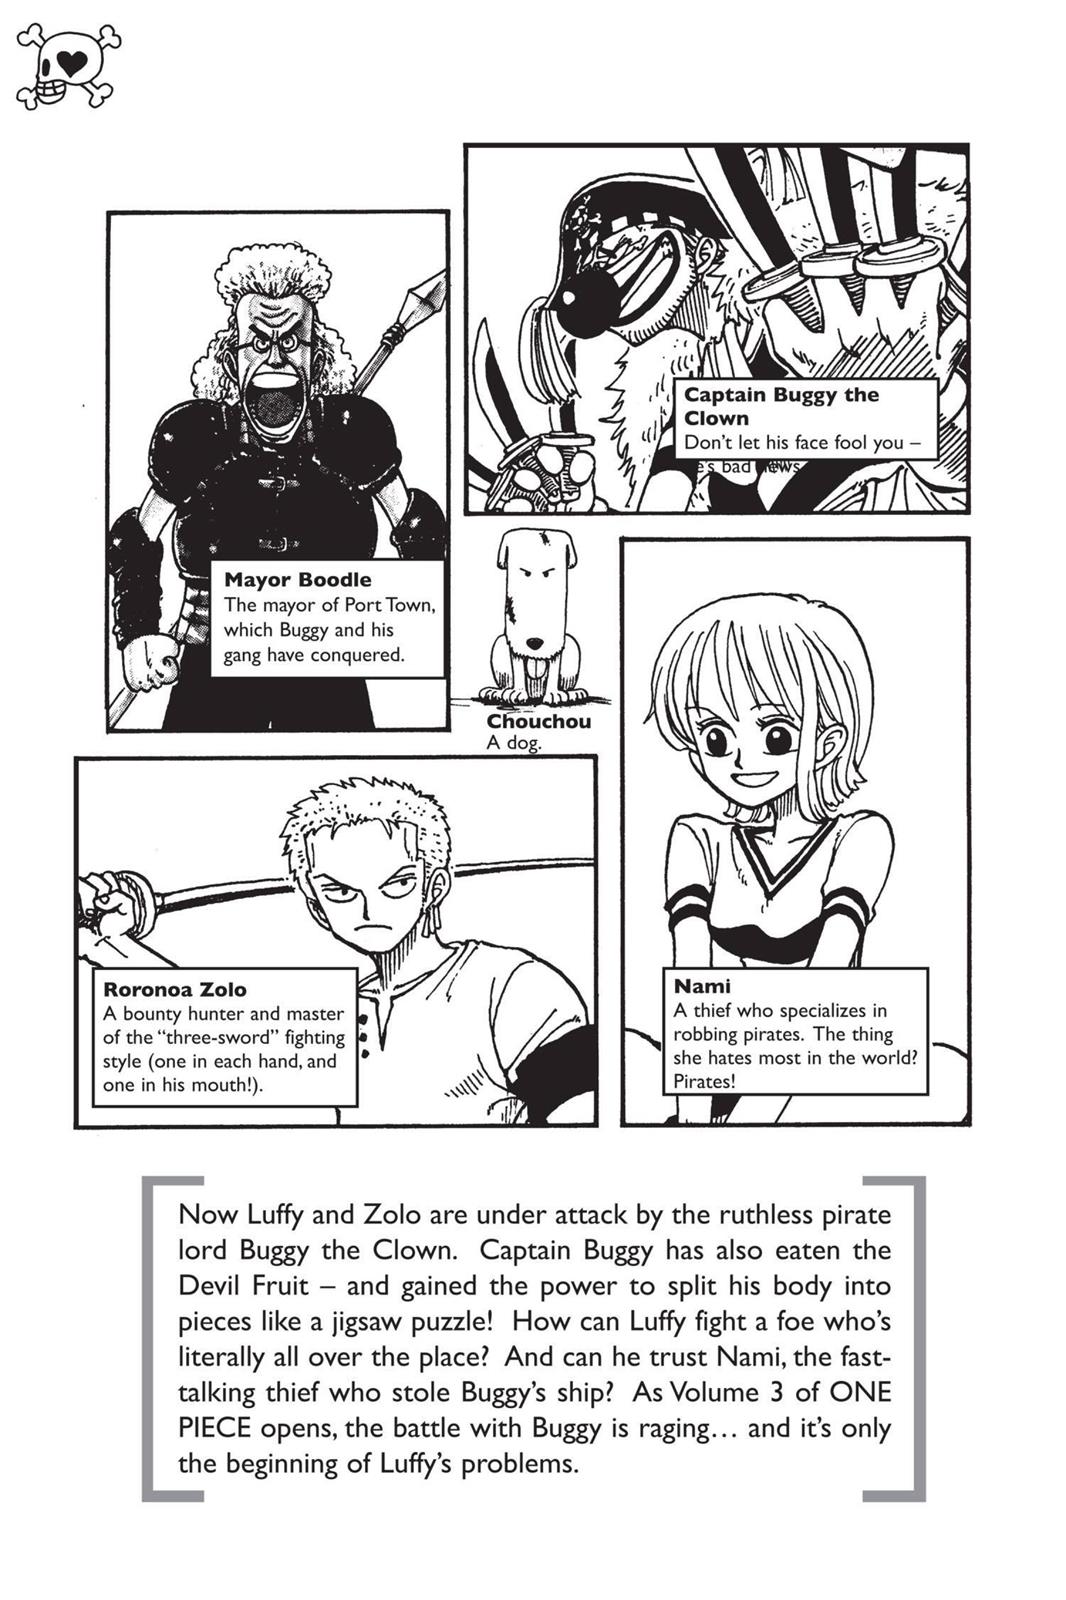 Captain Buggy the
Clown
Don't let his face fool you –
e's bad news
Mayor Boodle
The mayor of Port Town,
which Buggy and his
gang have conquered.
Chouchou
A dog.
Roronoa Zolo
A bounty hunter and master
of the “three-sword” fighting
style (one in each hand, and
one in his mouth!).
Nami
A thief who specializes in
robbing pirates.  The thing
she hates most in the world?
Pirates!
Now Luffy and Zolo are under attack by the ruthless pirate
lord Buggy the Clown.  Captain Buggy has also eaten the
Devil Fruit – and gained the power to split his body into
pieces like a jigsaw puzzle!  How can Luffy fight a foe who's
literally all over the place?  And can he trust Nami, the fast-
talking thief who stole Buggy's ship?  As Volume 3 of ONE
PIECE opens, the battle with Buggy is raging… and it's only
the beginning of Luffy's problems.